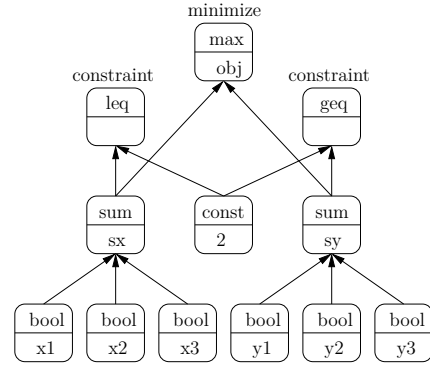 minimize
max
obj
constraint
constraint
leq
geq
sum
const
sum
sx
2
sy
bool
bool
bool
bool
bool
bool
x1
x2
x3
y1
y2
y3